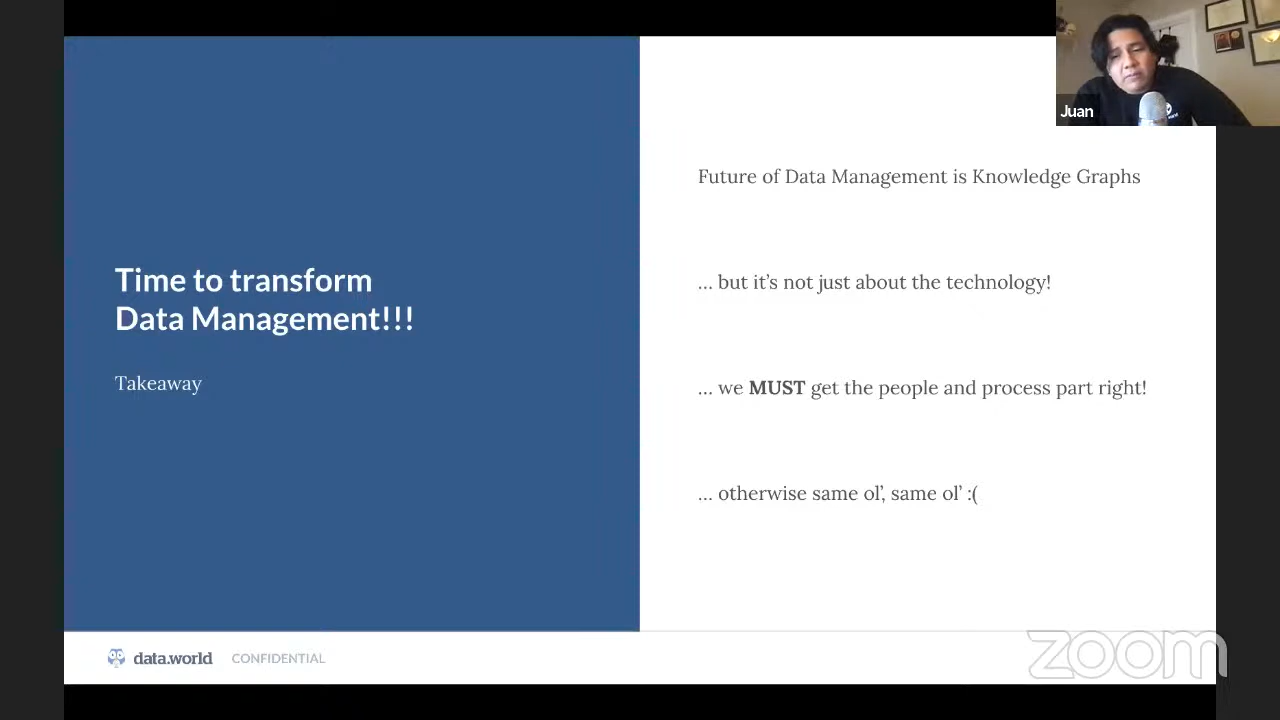 Juan
Time to transform
Data Management!!!
Takeaway
Future of Data Management is Knowledge Graphs
... but it's not just about the technology!
... we MUST get the people and process part right!
... otherwise same ol', same ol' :(
data.world CONFIDENTIAL
zoom